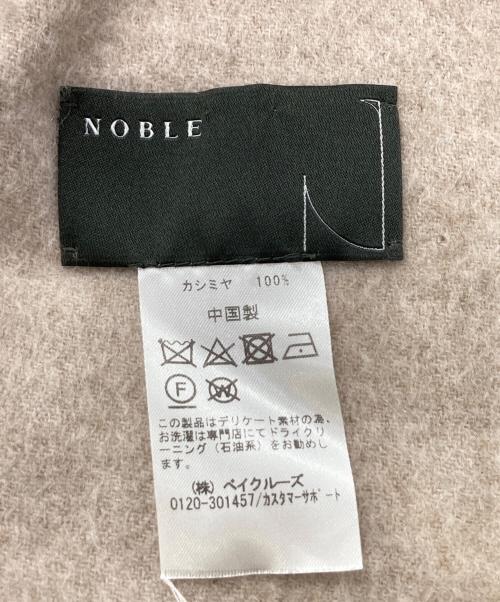 NOBLE
カシミヤ 100%
中国製
F
W
この製品はデリケート素材の為、
お洗濯は専門店にてドライクリ
ーニング（石油系）をお勧めし
ます。
（株）ベイクルーズ
0120-301457/カスタマーサポート